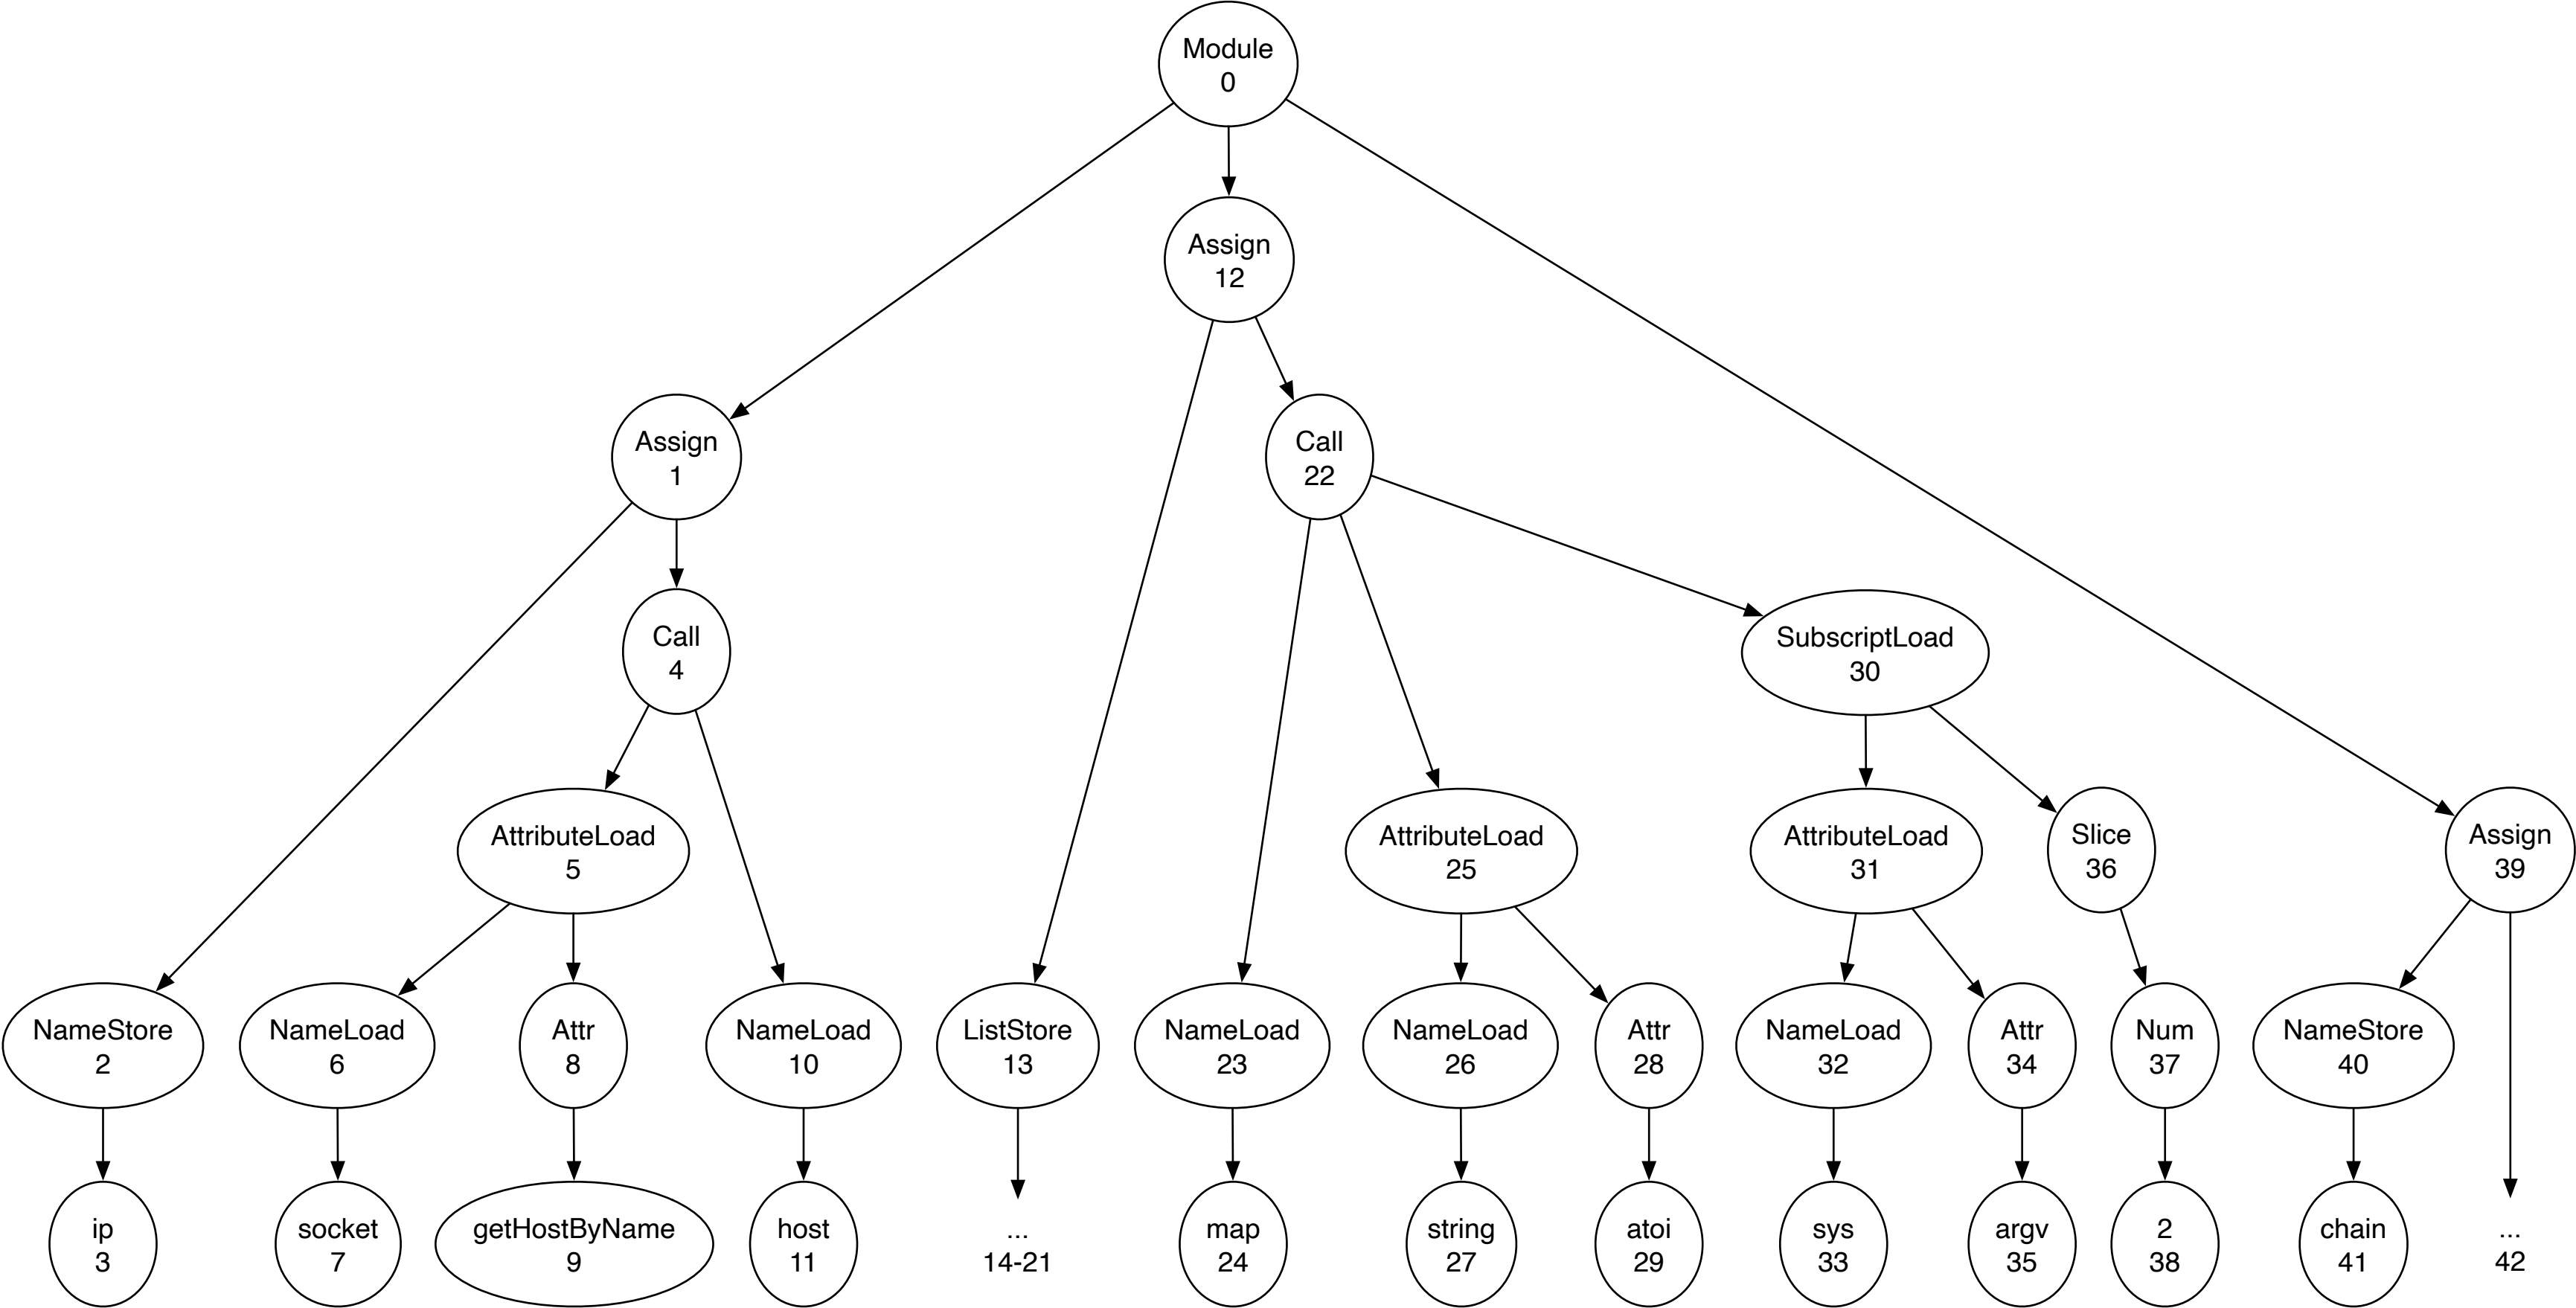 Module
0
Assign
12
Assign
1
Call
22
Call
4
SubscriptLoad
30
AttributeLoad
5
AttributeLoad
25
AttributeLoad
31
Slice
36
Assign
39
NameStore
2
NameLoad
6
Attr
8
NameLoad
10
ListStore
13
NameLoad
23
NameLoad
26
Attr
28
NameLoad
32
Attr
34
Num
37
NameStore
40
ip
3
socket
7
getHostByName
9
host
11
...
14-21
map
24
string
27
atoi
29
sys
33
argv
35
2
38
chain
41
...
42